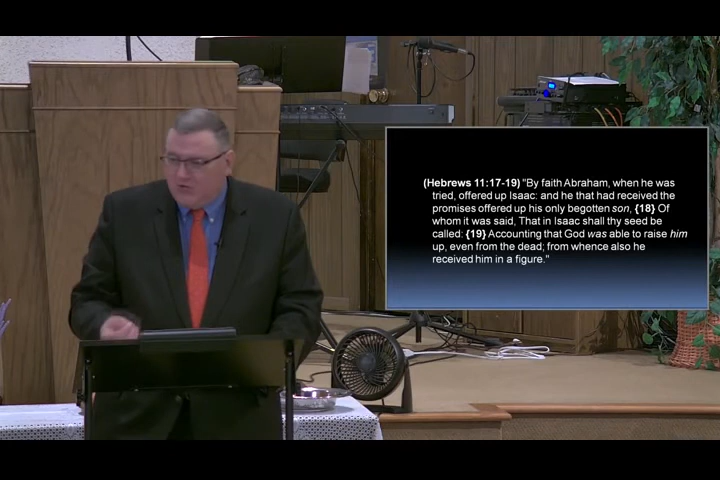 (Hebrews 11:17-19) "By faith Abraham, when he was
tried, offered up Isaac: and he that had received the
promises offered up his only begotten son, {18} Of
whom it was said, That in Isaac shall thy seed be
called: {19} Accounting that God was able to raise him
up, even from the dead; from whence also he
received him in a figure."